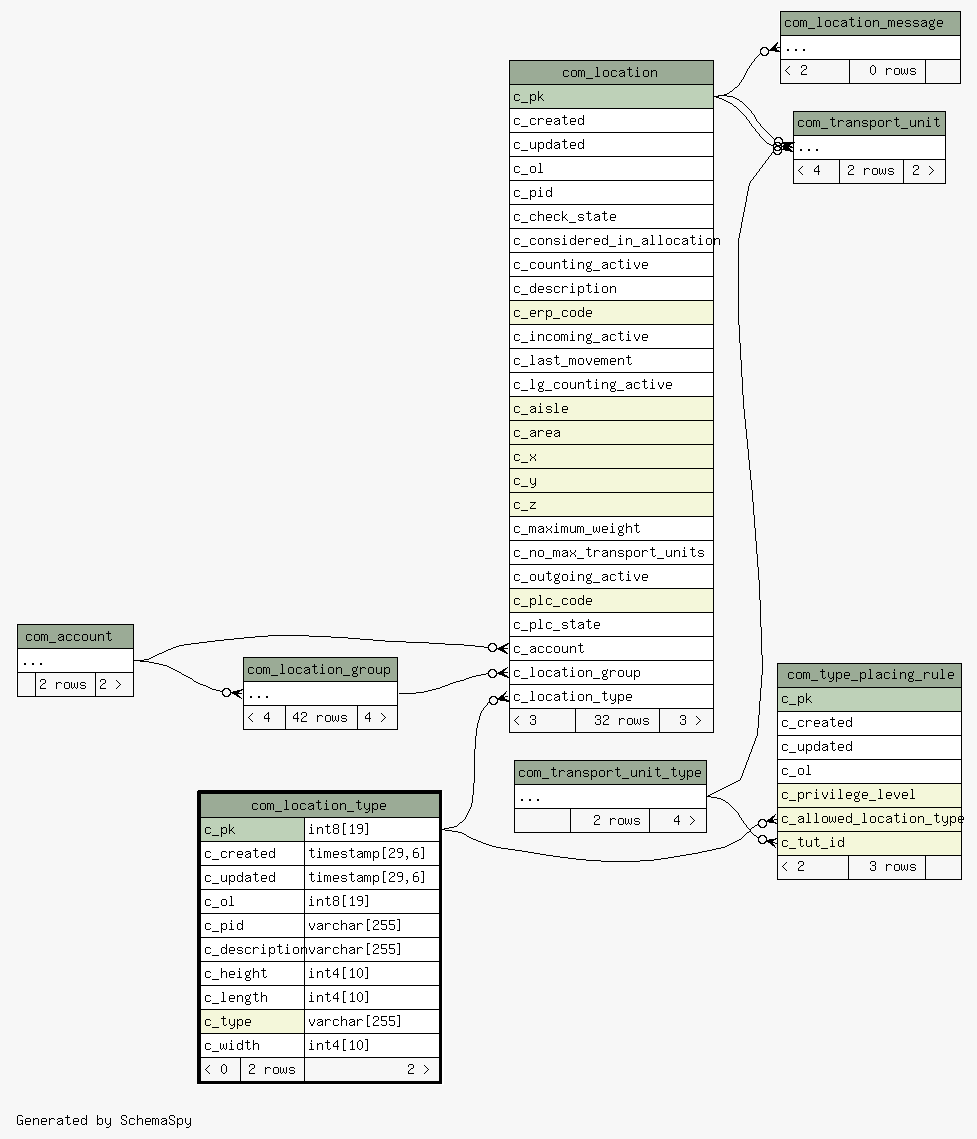 com_location_message
...
< 2 0 rows
com_location
c_pk
c_created
c_updated
c_ol
c_pid
c_check_state
c_considered_in_allocation
c_counting_active
c_description
c_erp_code
c_incoming_active
c_last_movement
c_lg_counting_active
c_aisle
c_area
c_x
c_y
c_z
c_maximum_weight
c_no_max_transport_units
c_outgoing_active
c_plc_code
c_plc_state
c_account
c_location_group
c_location_type
< 3 32 rows 3 >
com_transport_unit
...
< 4 2 rows 2 >
com_account
...
2 rows 2 >
com_location_group
...
< 4 42 rows 4 >
com_type_placing_rule
c_pk
c_created
c_updated
c_ol
c_privilege_level
c_allowed_location_type
c_tut_id
< 2 3 rows
com_transport_unit_type
...
2 rows 4 >
com_location_type
c_pk int8[19]
c_created timestamp[29,6]
c_updated timestamp[29,6]
c_ol int8[19]
c_pid varchar[255]
c_description varchar[255]
c_height int4[10]
c_length int4[10]
c_type varchar[255]
c_width int4[10]
< 0 2 rows 2 >
Generated by SchemaSpy